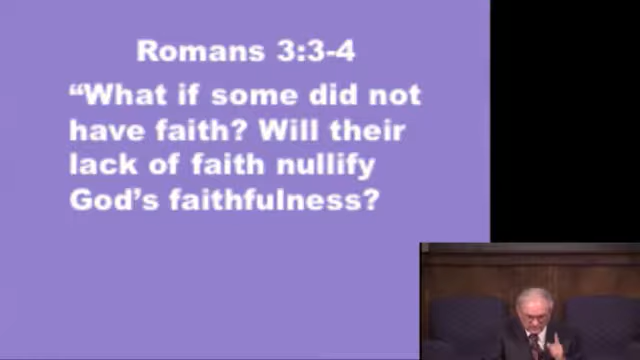 Romans 3:3-4
“What if some did not
have faith? Will their
lack of faith nullify
God’s faithfulness?